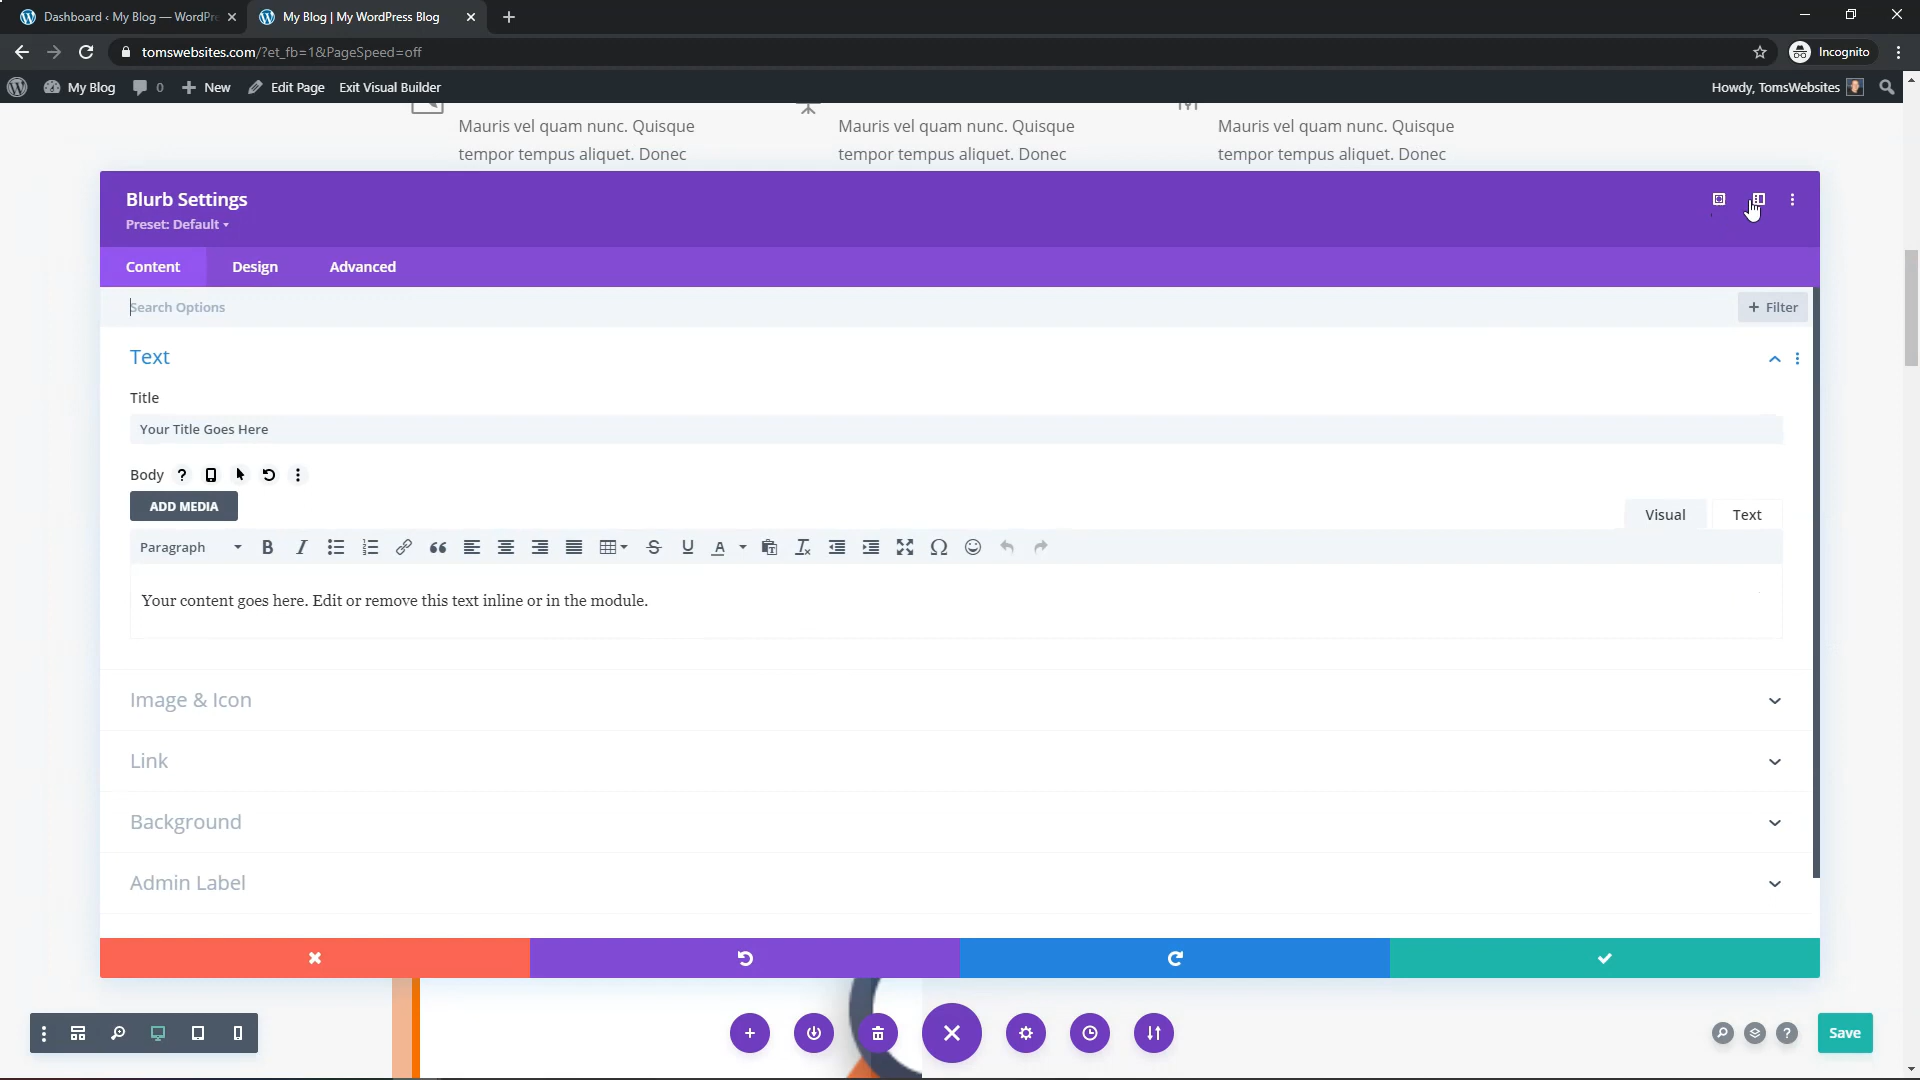 Dashboard ‹ My Blog — WordPre
My Blog | My WordPress Blog
tomswebsites.com/?et_fb=1&PageSpeed=off
Incognito
My Blog
0
New
Edit Page
Exit Visual Builder
Howdy, TomsWebsites
Mauris vel quam nunc. Quisque
tempor tempus aliquet. Donec
Mauris vel quam nunc. Quisque
tempor tempus aliquet. Donec
Mauris vel quam nunc. Quisque
tempor tempus aliquet. Donec
Blurb Settings
Preset: Default
Content
Design
Advanced
Search Options
+ Filter
Text
Title
Your Title Goes Here
Body
ADD MEDIA
Visual
Text
Paragraph
Your content goes here. Edit or remove this text inline or in the module.
Image & Icon
Link
Background
Admin Label
Save